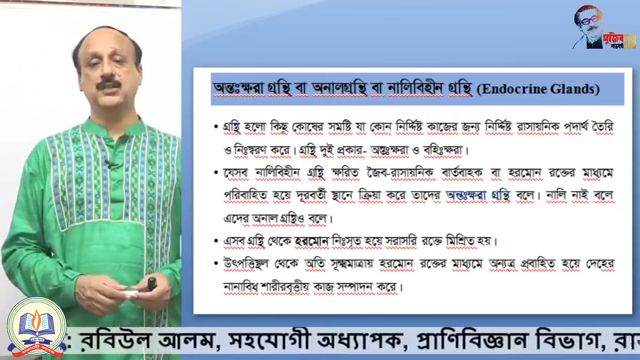 মুজিব
অন্তঃক্ষরা গ্রন্থি বা অনালগ্রন্থি বা নালিবিহীন গ্রন্থি (Endocrine Glands)
• গ্রন্থি হলো কিছু কোষের সমষ্টি যা কোন নির্দিষ্ট কাজের জন্য নির্দিষ্ট রাসায়নিক পদার্থ তৈরি
ও নিঃস্বরণ করে। গ্রন্থি দুই প্রকার- অন্তঃক্ষরা ও বহিঃক্ষরা।
• যেসব নালিবিহীন গ্রন্থি ক্ষরিত জৈব-রাসায়নিক বার্তাবাহক বা হরমোন রক্তের মাধ্যমে
পরিবাহিত হয়ে দূরবর্তী স্থানে ক্রিয়া করে তাদের অন্তঃক্ষরা গ্রন্থি বলে। নালি নাই বলে
এদের অনাল গ্রন্থিও বলে।
• এসব গ্রন্থি থেকে হরমোন নিঃসৃত হয়ে সরাসরি রক্তে মিশ্রিত হয়।
• উৎপত্তিস্থল থেকে অতি সূক্ষ্মমাত্রায় হরমোন রক্তের মাধ্যমে অন্যত্র প্রবাহিত হয়ে দেহের
নানাবিধ শারীরবৃত্তীয় কাজ সম্পাদন করে।
: রবিউল আলম, সহযোগী অধ্যাপক, প্রাণিবিজ্ঞান বিভাগ, রা